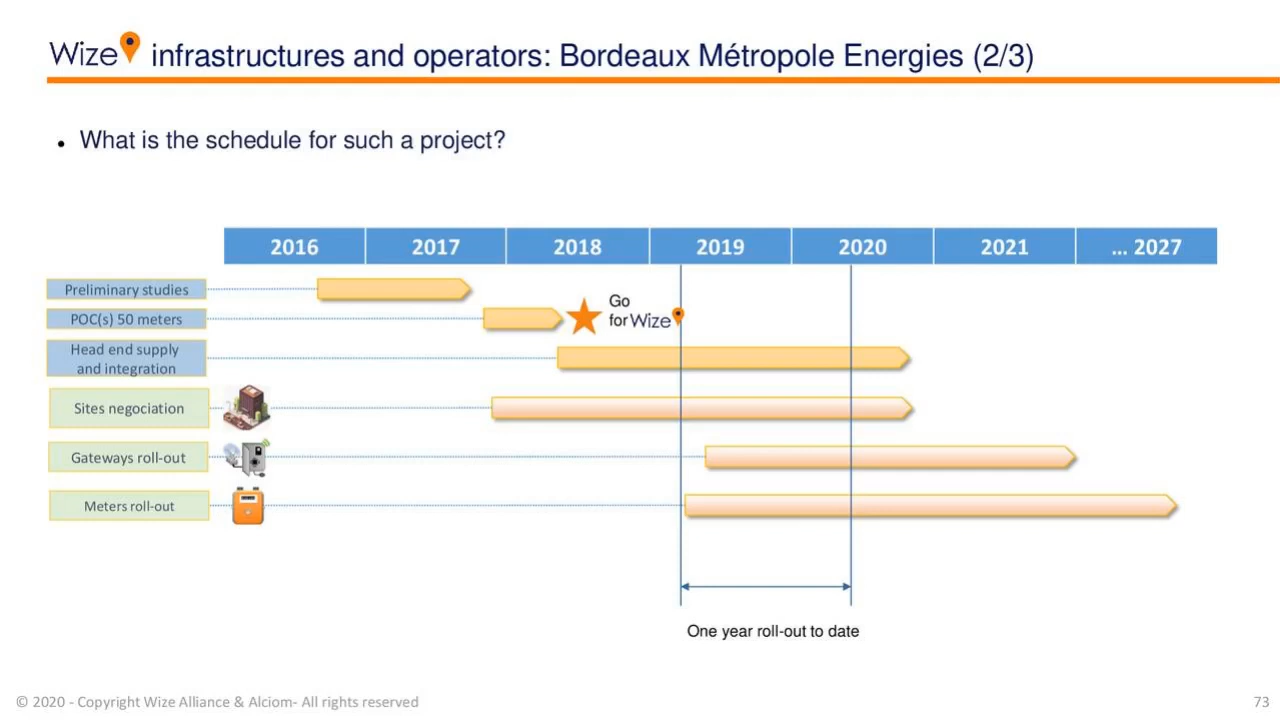 Wize infrastructures and operators: Bordeaux Métropole Energies (2/3)
• What is the schedule for such a project?
2016 2017 2018 2019 2020 2021 ... 2027
Preliminary studies
POC(s) 50 meters
Go
for Wize
Head end supply
and integration
Sites negociation
Gateways roll-out
Meters roll-out
One year roll-out to date
© 2020 - Copyright Wize Alliance & Alciom- All rights reserved
73